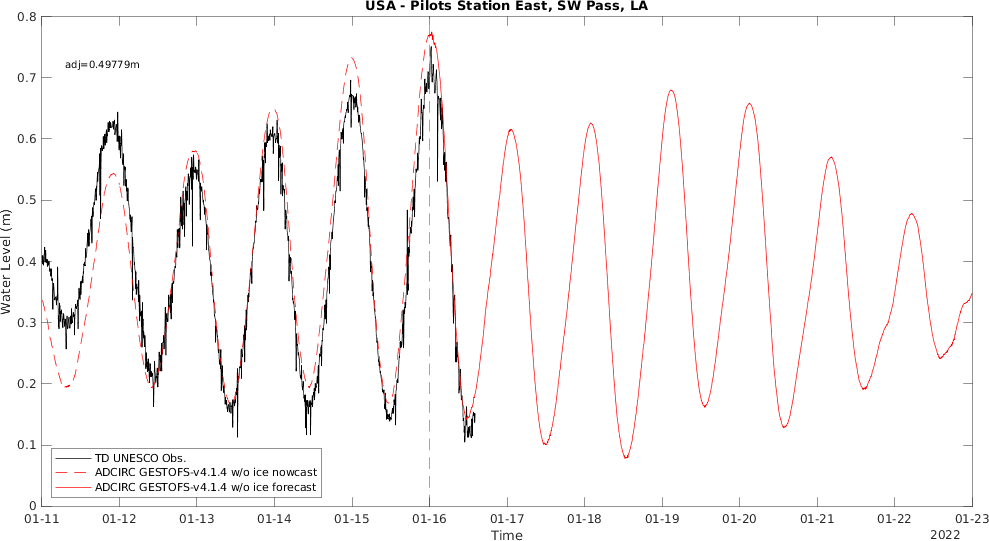 USA - Pilots Station East, SW Pass, LA
adj=0.49779m
Water Level (m)
0.8
0.7
0.6
0.5
0.4
0.3
0.2
0.1
0
TD UNESCO Obs.
ADCIRC GESTOFS-v4.1.4 w/o ice nowcast
ADCIRC GESTOFS-v4.1.4 w/o ice forecast
01-11 01-12 01-13 01-14 01-15 01-16 01-17 01-18 01-19 01-20 01-21 01-22 01-23
Time
2022